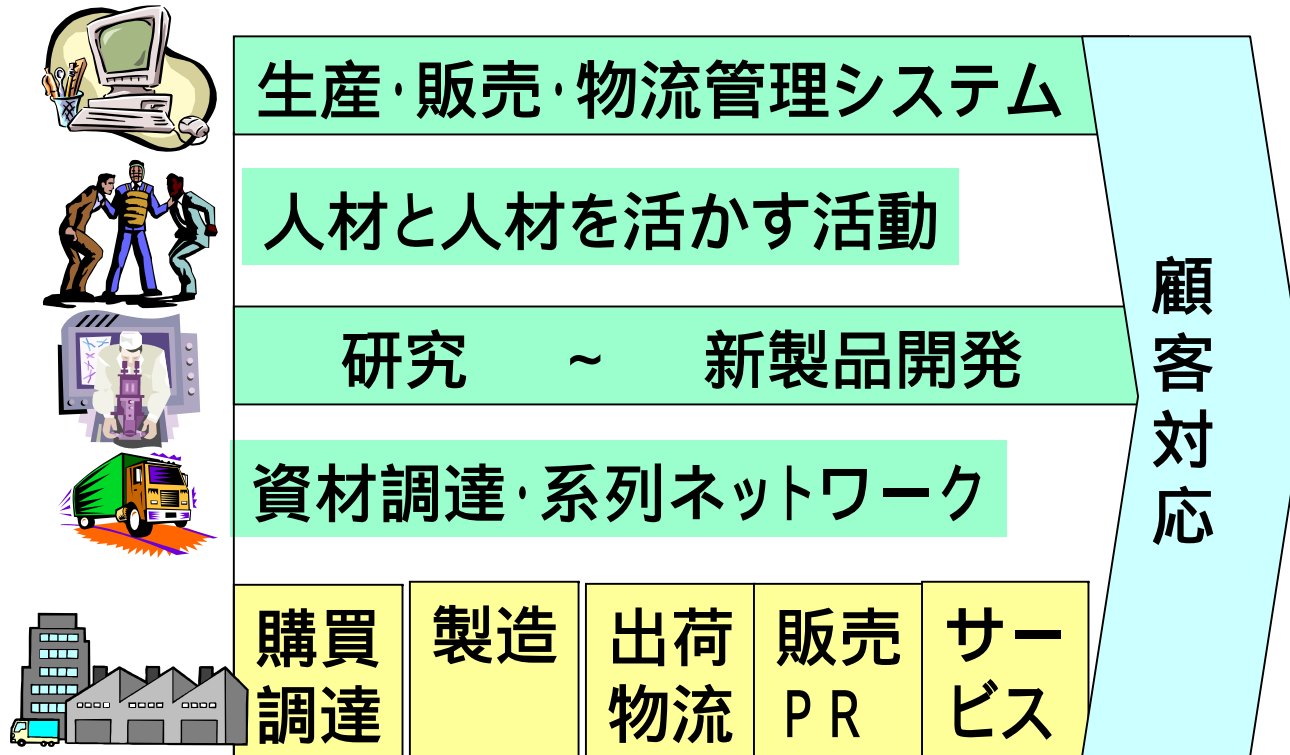 生産・販売・物流管理システム
人材と人材を活かす活動
研究　～　新製品開発
資材調達・系列ネットワーク
購買
調達
製造
出荷
物流
販売
ＰＲ
サー
ビス
顧客対応